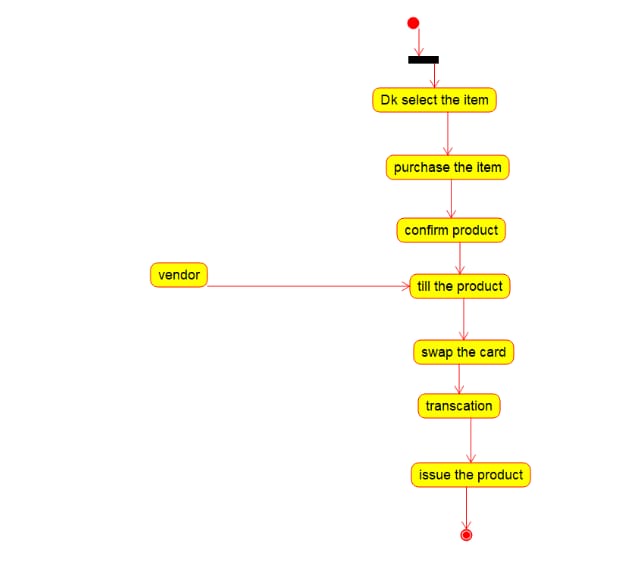 Dk select the item
purchase the item
confirm product
vendor
till the product
swap the card
transcation
issue the product